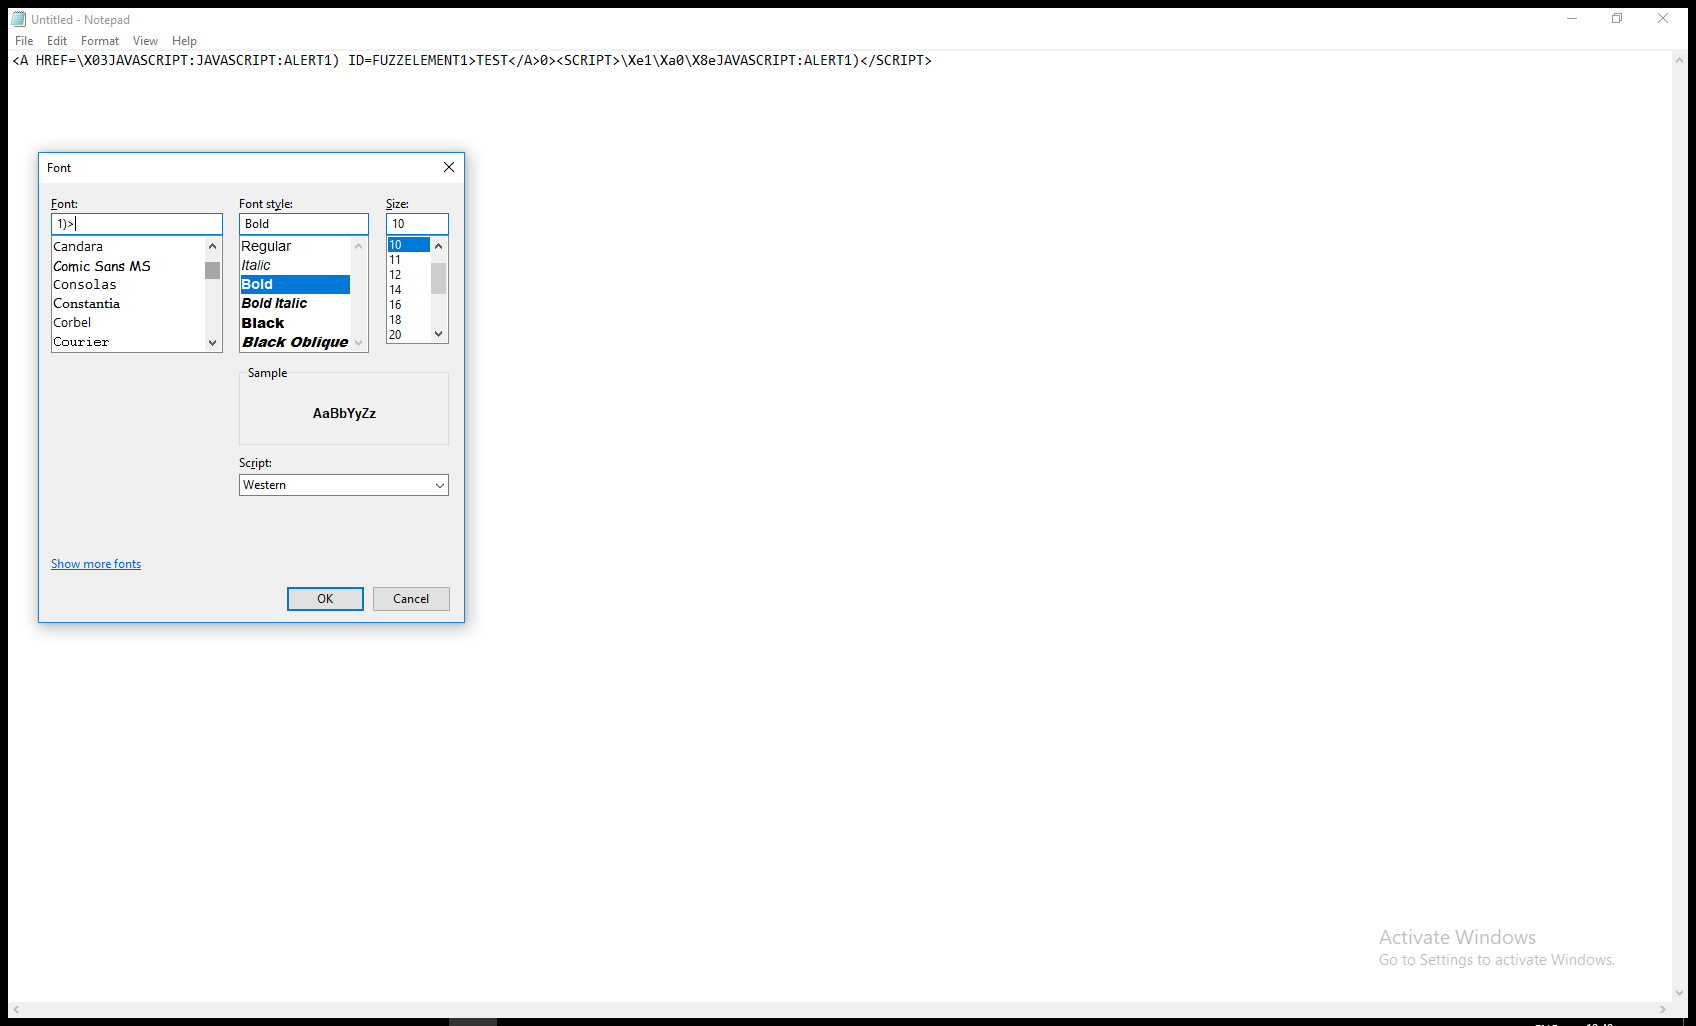 Untitled - Notepad
File Edit Format View Help
<A HREF=\X03JAVASCRIPT:JAVASCRIPT:ALERT1) ID=FUZZELEMENT1>TEST</A>0><SCRIPT>\Xe1\Xa0\X8eJAVASCRIPT:ALERT1)</SCRIPT>
Font
Font: Font style: Size:
1)> Bold 10
Candara
Comic Sans MS
Consolas
Constantia
Corbel
Courier
Regular
Italic
Bold
Bold Italic
Black
Black Oblique
10
11
12
14
16
18
20
Sample
AaBbYyZz
Script:
Western
Show more fonts
OK Cancel
Activate Windows
Go to Settings to activate Windows.